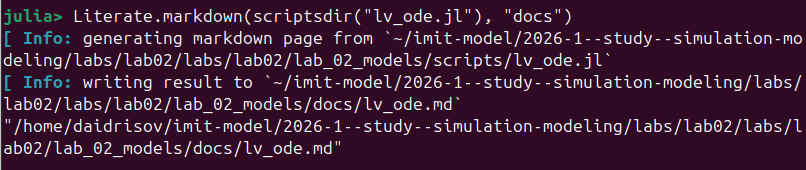 julia> Literate.markdown(scriptsdir("lv_ode.jl"), "docs")
[ Info: generating markdown page from `~/imit-model/2026-1--study--simulation-mo
deling/labs/lab02/labs/lab02/lab_02_models/scripts/lv_ode.jl`
[ Info: writing result to `~/imit-model/2026-1--study--simulation-modeling/labs/
lab02/labs/lab02/lab_02_models/docs/lv_ode.md`
"/home/daidrisov/imit-model/2026-1--study--simulation-modeling/labs/lab02/labs/l
ab02/lab_02_models/docs/lv_ode.md"